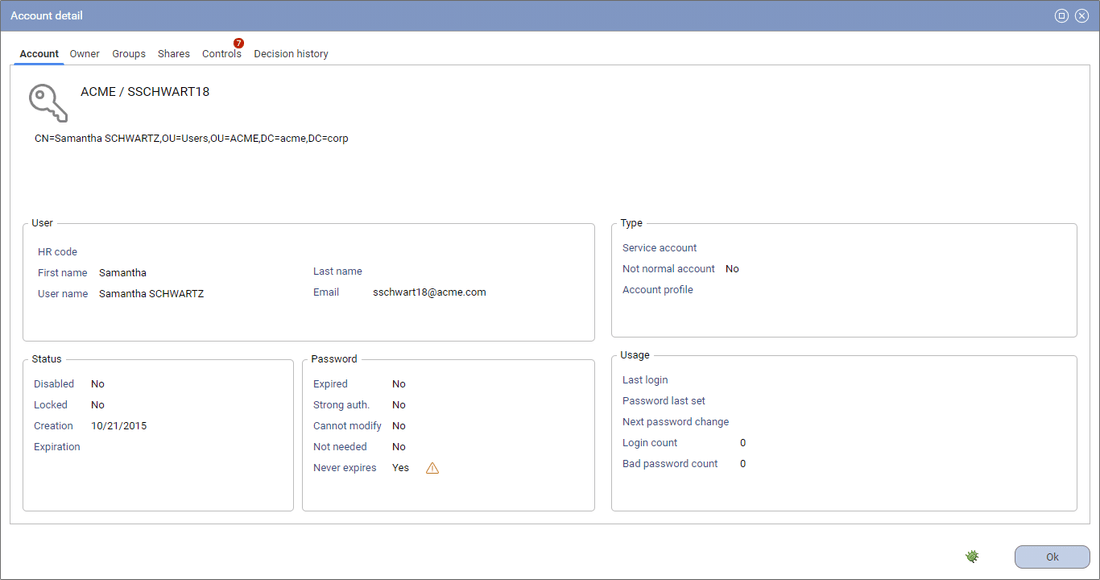 Account detail
Account Owner Groups Shares Controls 7 Decision history
ACME / SSCHWART18
CN=Samantha SCHWARTZ,OU=Users,OU=ACME,DC=acme,DC=corp
User
HR code
First name Samantha
Last name
User name Samantha SCHWARTZ
Email sschwart18@acme.com
Type
Service account
Not normal account No
Account profile
Status
Disabled No
Locked No
Creation 10/21/2015
Expiration
Password
Expired No
Strong auth. No
Cannot modify No
Not needed No
Never expires Yes
Usage
Last login
Password last set
Next password change
Login count 0
Bad password count 0
Ok